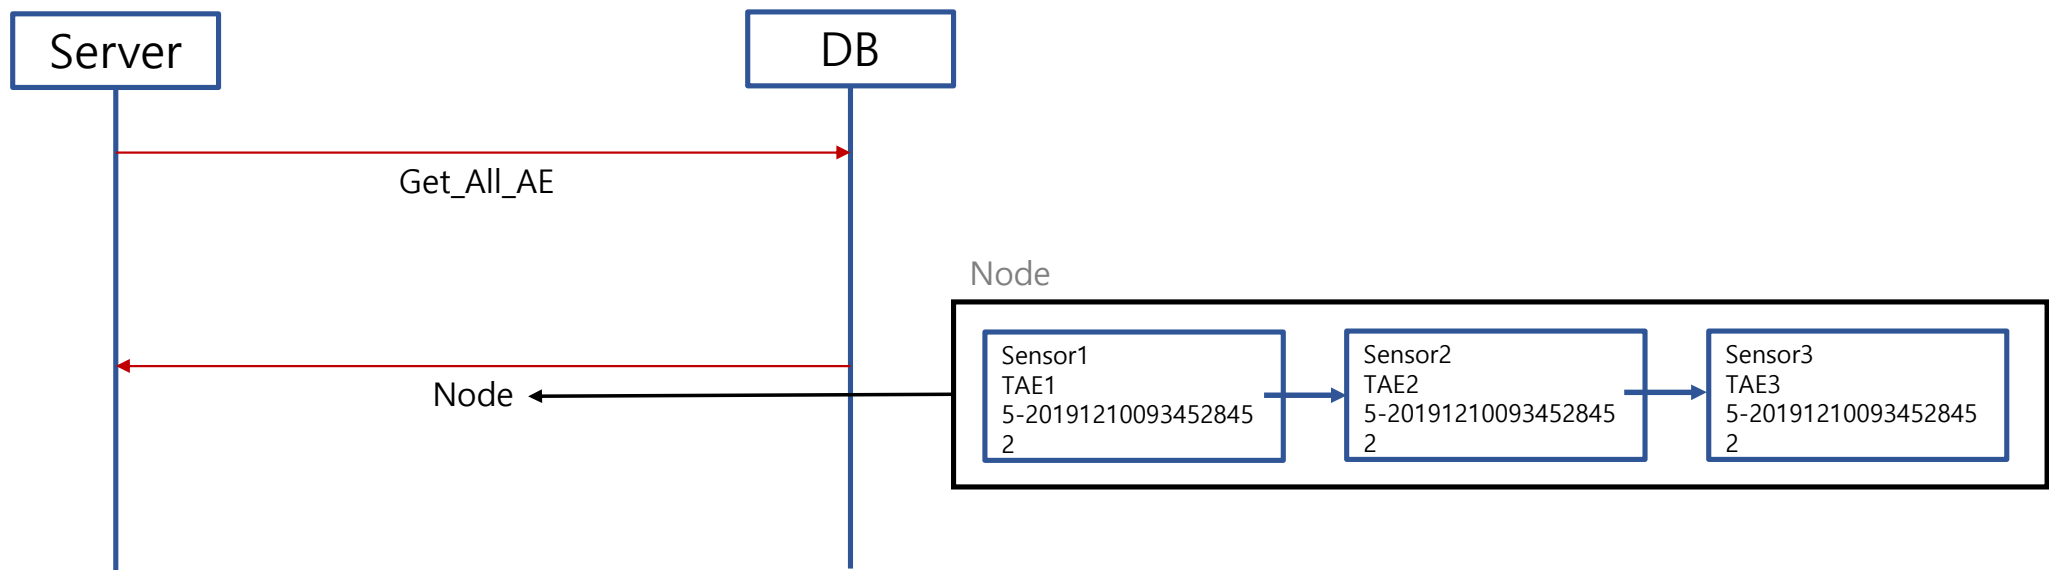 Server
DB
Get_All_AE
Node
Node
Sensor1
TAE1
5-20191210093452845
2
Sensor2
TAE2
5-20191210093452845
2
Sensor3
TAE3
5-20191210093452845
2